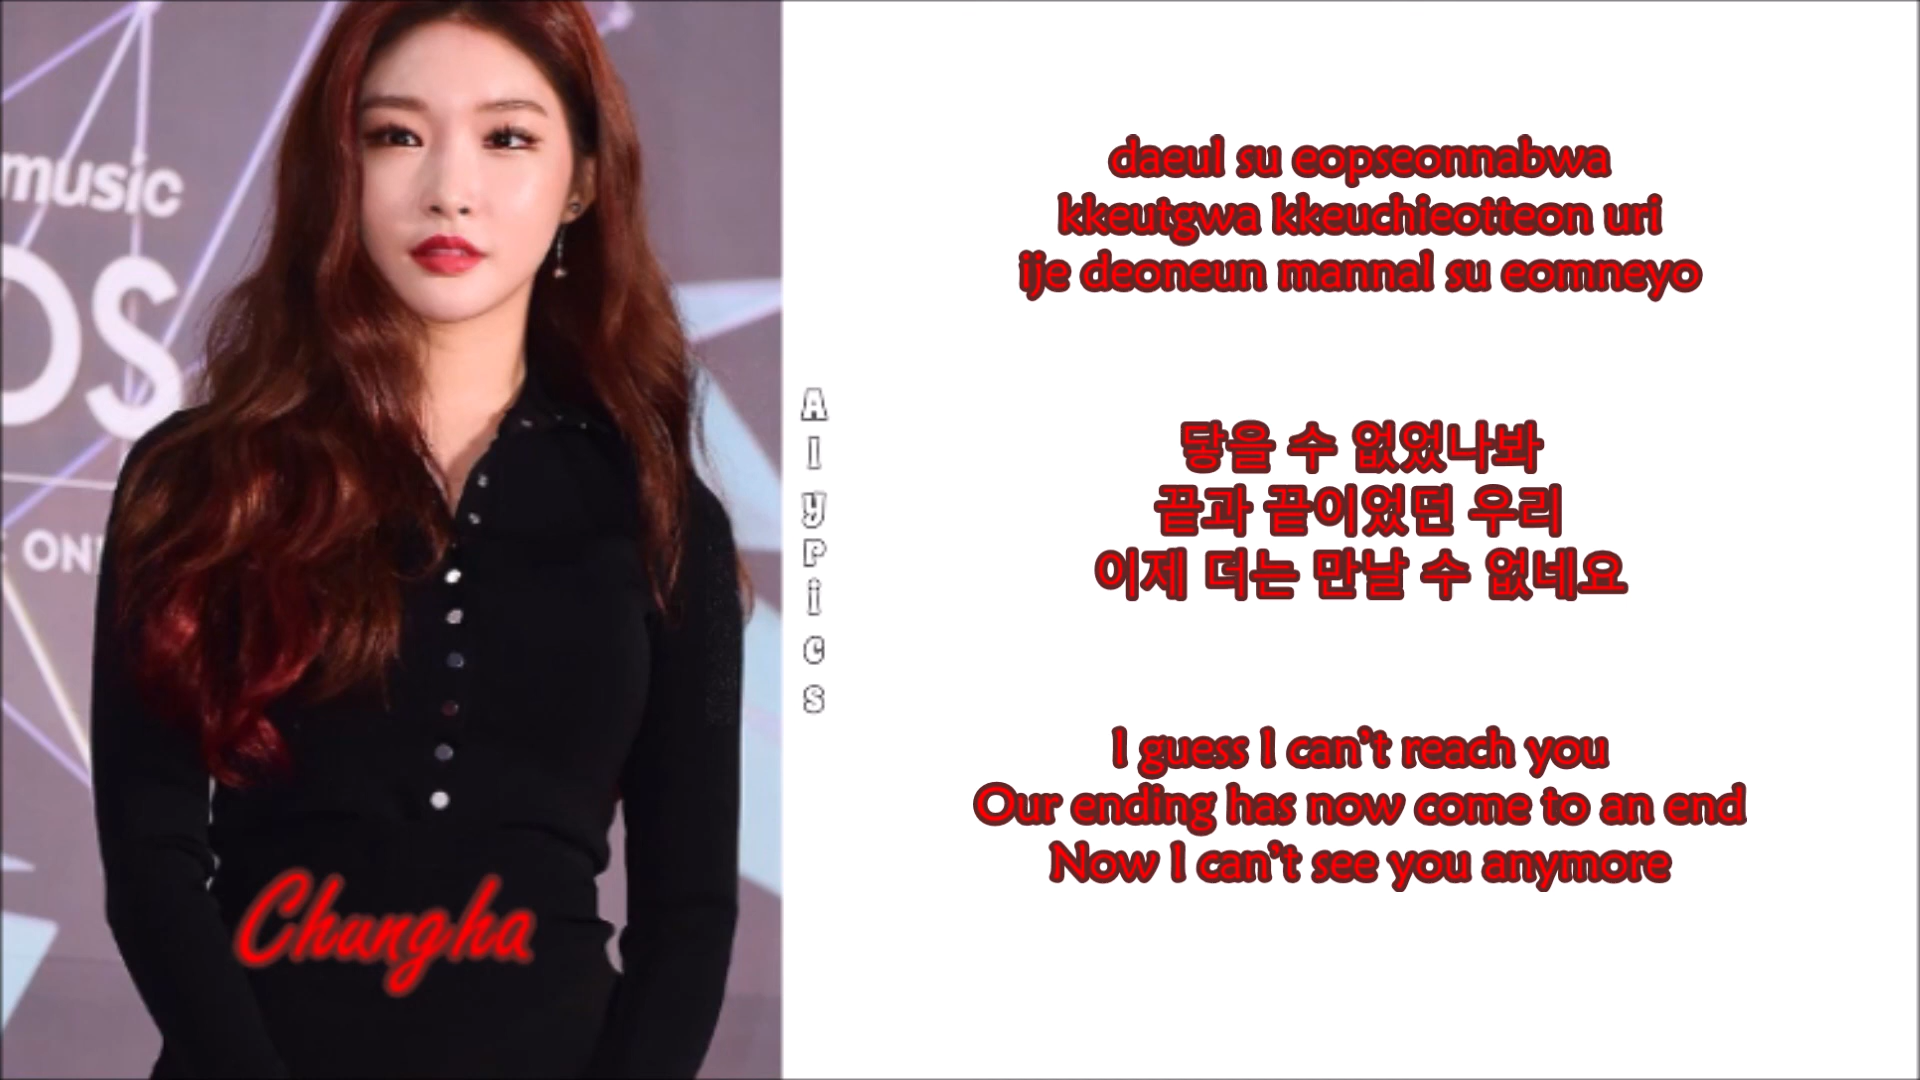 music
OS
ONE
Chungha
Alypics
daeul su eopseonnabwa
kkeutgwa kkeuchieotteon uri
ije deoneun mannal su eomneyo
닿을 수 없었나봐
끝과 끝이었던 우리
이제 더는 만날 수 없네요
I guess I can't reach you
Our ending has now come to an end
Now I can't see you anymore